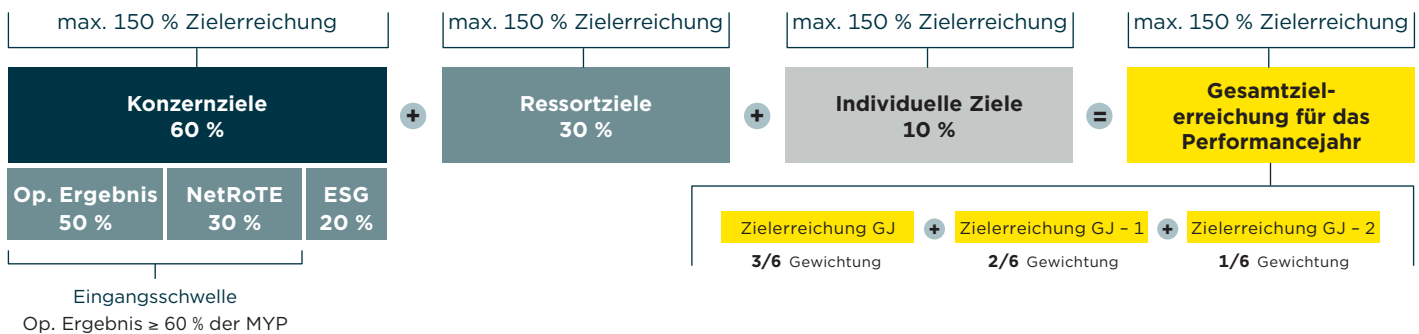 max. 150 % Zielerreichung
max. 150 % Zielerreichung
max. 150 % Zielerreichung
max. 150 % Zielerreichung
Konzernziele
60 %
+
Ressortziele
30 %
+
Individuelle Ziele
10 %
=
Gesamtziel-
erreichung für das
Performancejahr
Op. Ergebnis
50 %
NetRoTE
30 %
ESG
20 %
Zielerreichung GJ
+
Zielerreichung GJ – 1
+
Zielerreichung GJ – 2
3/6 Gewichtung
2/6 Gewichtung
1/6 Gewichtung
Eingangsschwelle
Op. Ergebnis ≥ 60 % der MYP